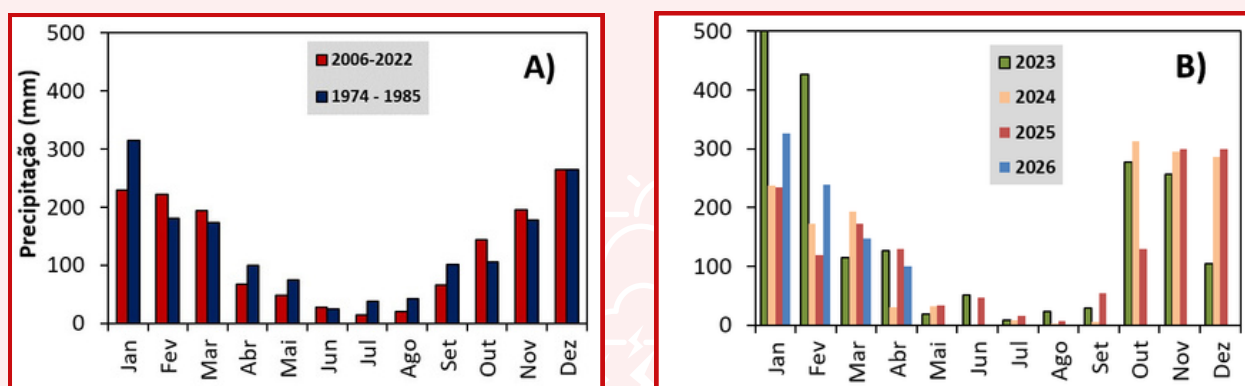 Precipitação (mm)
500
400
300
200
100
0
2006-2022
1974 - 1985
A)
Jan
Fev
Mar
Abr
Mai
Jun
Jul
Ago
Set
Out
Nov
Dez
500
400
300
200
100
0
2023
2024
2025
2026
B)
Jan
Fev
Mar
Abr
Mai
Jun
Jul
Ago
Set
Out
Nov
Dez